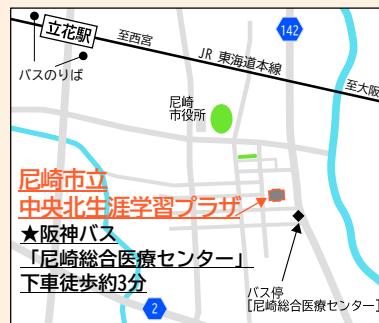 立花駅
至西宮
142
JR 東海道本線
至大阪
バスのりば
尼崎
市役所
尼崎市立
中央北生涯学習プラザ
★阪神バス
「尼崎総合医療センター」
下車徒歩約3分
バス停
[尼崎総合医療センター]
2